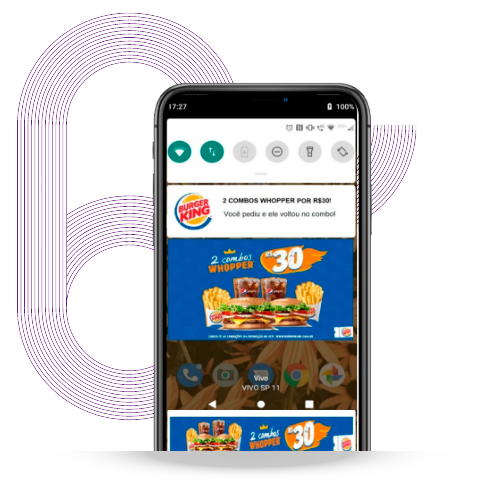 17:27
100%
BURGER
KING
2 COMBOS WHOPPER POR R$30!
Você pediu e ele voltou no combo!
2 combos
WHOPPER
R$30
Vivo
VIVO SP 11
2 combos
WHOPPER
R$30